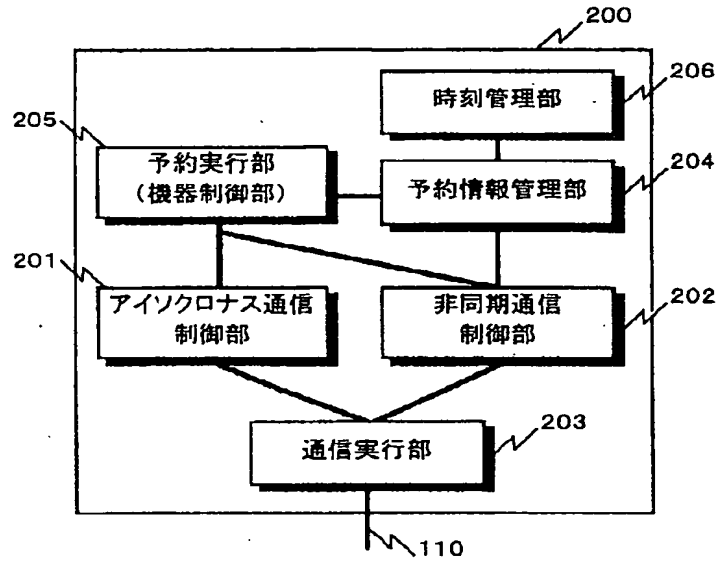 200
時刻管理部
206
205
予約実行部
(機器制御部)
予約情報管理部
204
201
アイソクロナス通信
制御部
非同期通信
制御部
202
通信実行部
203
110